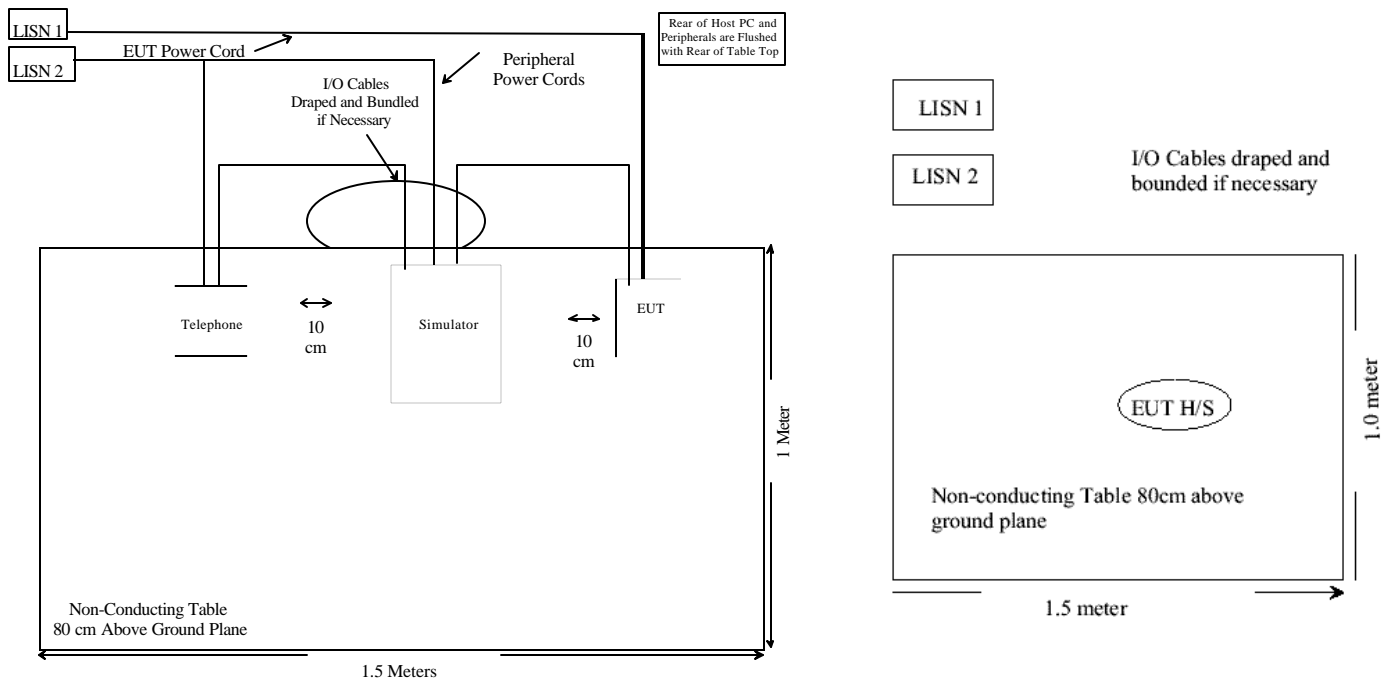 LISN 1
LISN 2
EUT Power Cord
Rear of Host PC and
Peripherals are Flushed
with Rear of Table Top
Peripheral
Power Cords
I/O Cables
Draped and Bundled
if Necessary
Telephone
10
cm
Simulator
10
cm
EUT
1 Meter
Non-Conducting Table
80 cm Above Ground Plane
1.5 Meters
LISN 1
LISN 2
I/O Cables draped and
bounded if necessary
EUT H/S
1.0 meter
Non-conducting Table 80cm above
ground plane
1.5 meter